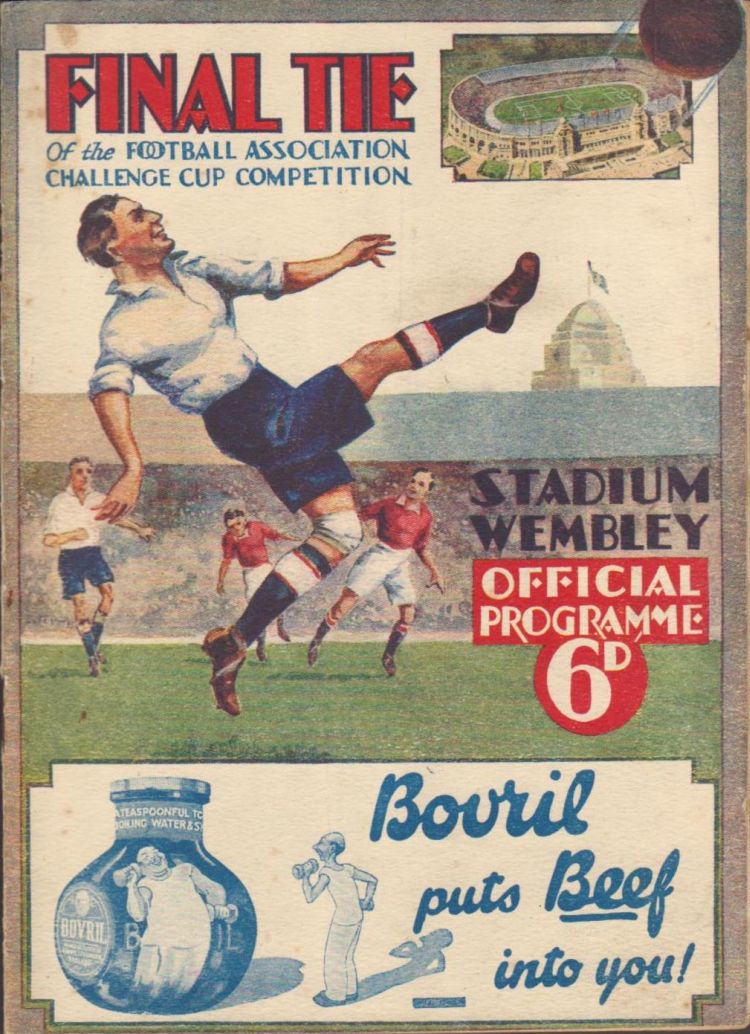 FINAL TIE
Of the FOOTBALL ASSOCIATION
CHALLENGE CUP COMPETITION
STADIUM
WEMBLEY
OFFICIAL
PROGRAMME
6D
A TEASPOONFUL TO
BOILING WATER & S
BOVRIL
B IL
Bovril
puts Beef
into you!